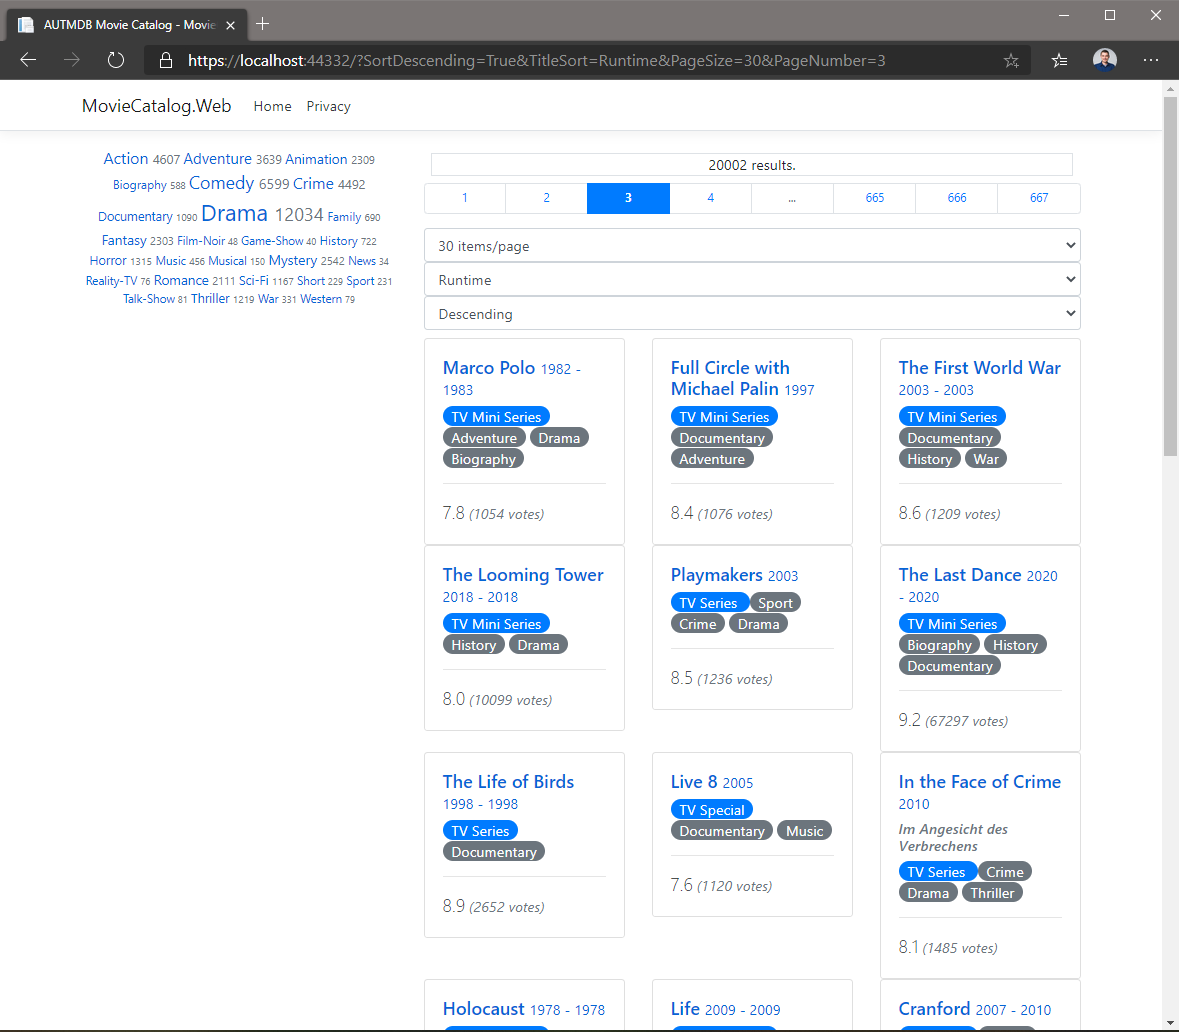 AUTMDB Movie Catalog - Movie
https://localhost:44332/?SortDescending=True&TitleSort=Runtime&PageSize=30&PageNumber=3
MovieCatalog.Web Home Privacy
Action 4607 Adventure 3639 Animation 2309
Biography 588 Comedy 6599 Crime 4492
Documentary 1090 Drama 12034 Family 690
Fantasy 2303 Film-Noir 48 Game-Show 40 History 722
Horror 1315 Music 456 Musical 150 Mystery 2542 News 34
Reality-TV 76 Romance 2111 Sci-Fi 1167 Short 229 Sport 231
Talk-Show 81 Thriller 1219 War 331 Western 79
20002 results.
1 2 3 4 ... 665 666 667
30 items/page
Runtime
Descending
Marco Polo 1982 -
1983
TV Mini Series
Adventure Drama
Biography
7.8 (1054 votes)
Full Circle with
Michael Palin 1997
TV Mini Series
Documentary
Adventure
8.4 (1076 votes)
The First World War
2003 - 2003
TV Mini Series
Documentary
History War
8.6 (1209 votes)
The Looming Tower
2018 - 2018
TV Mini Series
History Drama
8.0 (10099 votes)
Playmakers 2003
TV Series Sport
Crime Drama
8.5 (1236 votes)
The Last Dance 2020
- 2020
TV Mini Series
Biography History
Documentary
9.2 (67297 votes)
The Life of Birds
1998 - 1998
TV Series
Documentary
8.9 (2652 votes)
Live 8 2005
TV Special
Documentary Music
7.6 (1120 votes)
In the Face of Crime
2010
Im Angesicht des
Verbrechens
TV Series Crime
Drama Thriller
8.1 (1485 votes)
Holocaust 1978 - 1978
Life 2009 - 2009
Cranford 2007 - 2010